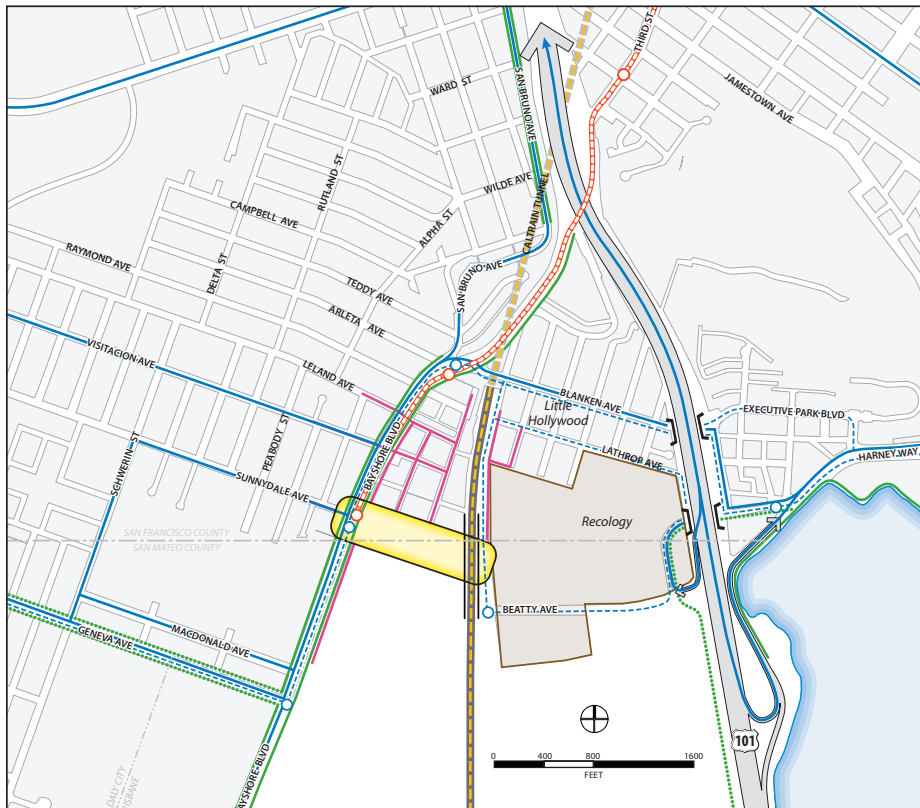 THIRD ST
JAMESTOWN AVE
SAN BRUNO AVE
WARD ST
RUTLAND ST
WILDE AVE
CAMPBELL AVE
ALPHA ST
CALTRAIN TUNNEL
RAYMOND AVE
DELTA ST
SAN BRUNO AVE
TEDDY AVE
ARLETA AVE
VISITACION AVE
LELAND AVE
BLANKEN AVE
Little
Hollywood
EXECUTIVE PARK BLVD
PEABODY ST
BAYSHORE BLVD
LATHROP AVE
HARNEY WAY
SCHWERIN ST
SUNNYDALE AVE
Recology
SAN FRANCISCO COUNTY
SAN MATEO COUNTY
BEATTY AVE
GENEVA AVE
MACDONALD AVE
101
0 400 800 1600
FEET
DALY CITY
BRISBANE
BAYSHORE BLVD